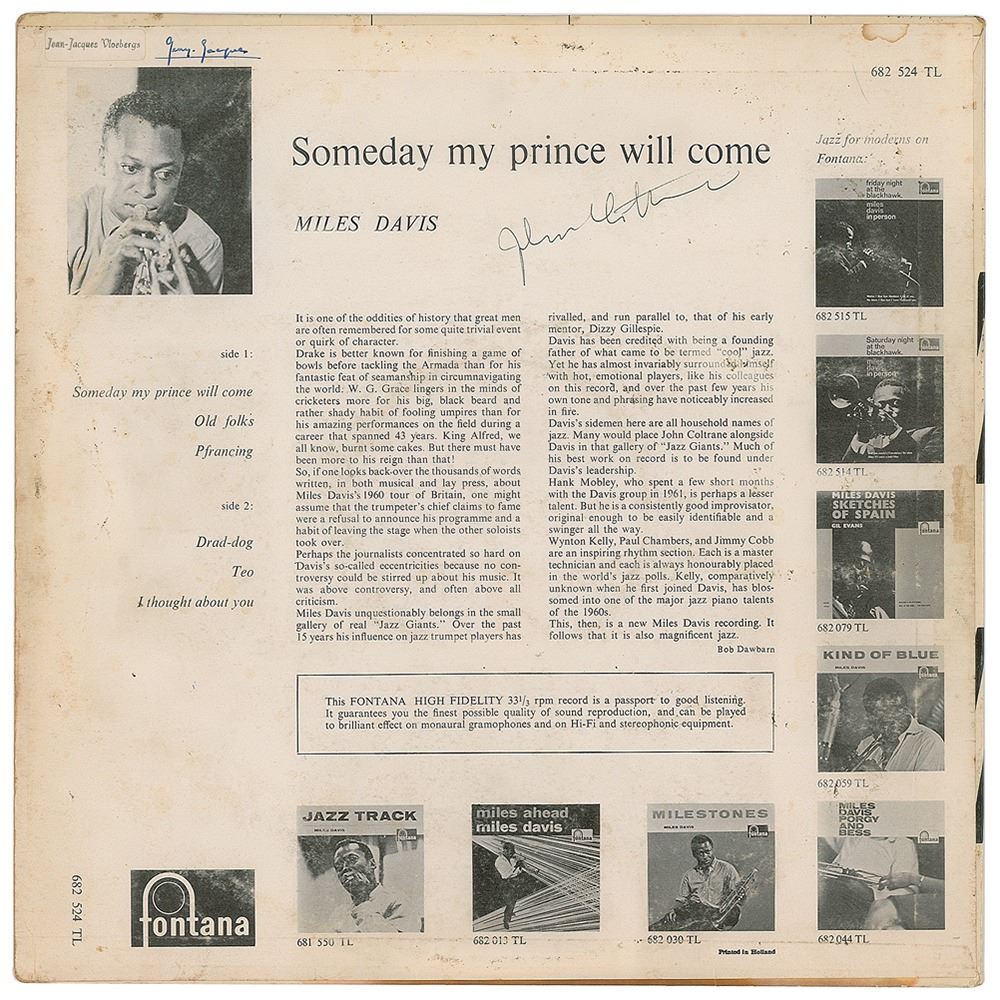 Jean-Jacques Vloebergs
682 524 TL
Someday my prince will come
MILES DAVIS
side 1:
Someday my prince will come
Old folks
Pfrancing
side 2:
Drad-dog
Teo
I thought about you
It is one of the oddities of history that great men
are often remembered for some quite trivial event
or quirk of character.
Drake is better known for finishing a game of
bowls before tackling the Armada than for his
fantastic feat of seamanship in circumnavigating
the world. W. G. Grace lingers in the minds of
cricketers more for his big, black beard and
rather shady habit of fooling umpires than for
his amazing performances on the field during a
career that spanned 43 years. King Alfred, we
all know, burnt some cakes. But there must have
been more to his reign than that!
So, if one looks back over the thousands of words
written, in both musical and lay press, about
Miles Davis's 1960 tour of Britain, one might
assume that the trumpeter's chief claims to fame
were a refusal to announce his programme and a
habit of leaving the stage when the other soloists
took over.
Perhaps the journalists concentrated so hard on
Davis's so-called eccentricities because no con-
troversy could be stirred up about his music. It
was above controversy, and often above all
criticism.
Miles Davis unquestionably belongs in the small
gallery of real "Jazz Giants." Over the past
15 years his influence on jazz trumpet players has
rivalled, and run parallel to, that of his early
mentor, Dizzy Gillespie.
Davis has been credited with being a founding
father of what came to be termed "cool" jazz.
Yet he has almost invariably surrounded himself
with hot, emotional players, like his colleagues
on this record, and over the past few years his
own tone and phrasing have noticeably increased
in fire.
Davis's sidemen here are all household names of
jazz. Many would place John Coltrane alongside
Davis in that gallery of "Jazz Giants." Much of
his best work on record is to be found under
Davis's leadership.
Hank Mobley, who spent a few short months
with the Davis group in 1961, is perhaps a lesser
talent. But he is a consistently good improvisator,
original enough to be easily identifiable and a
swinger all the way.
Wynton Kelly, Paul Chambers, and Jimmy Cobb
are an inspiring rhythm section. Each is a master
technician and each is always honourably placed
in the world's jazz polls. Kelly, comparatively
unknown when he first joined Davis, has blos-
somed into one of the major jazz piano talents
of the 1960s.
This, then, is a new Miles Davis recording. It
follows that it is also magnificent jazz.
Bob Dawbarn
This FONTANA HIGH FIDELITY 33 1/3 rpm record is a passport to good listening.
It guarantees you the finest possible quality of sound reproduction, and can be played
to brilliant effect on monaural gramophones and on Hi-Fi and stereophonic equipment.
Jazz for moderns on
Fontana:
friday night
at the
blackhawk.
miles
davis
in person
fontana
682 515 TL
Saturday night
at the
blackhawk.
miles
davis
in person
fontana
682 514 TL
MILES DAVIS
SKETCHES
OF SPAIN
GIL EVANS
fontana
682 079 TL
KIND OF BLUE
MILES DAVIS
fontana
682 059 TL
MILES
DAVIS
PORGY
AND
BESS
fontana
682 044 TL
JAZZ TRACK
MILES DAVIS
fontana
681 550 TL
miles ahead
miles davis
fontana
682 013 TL
MILESTONES
MILES DAVIS
fontana
682 030 TL
Printed in Holland
682 524 TL
fontana